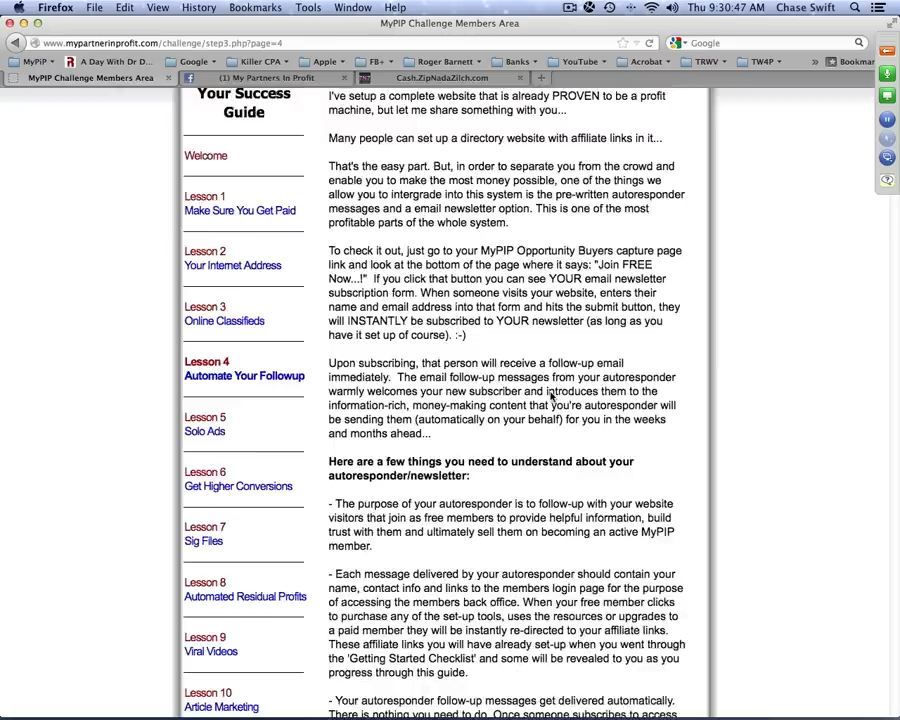 Firefox File Edit View History Bookmarks Tools Window Help Thu 9:30:47 AM Chase Swift
MyPIP Challenge Members Area
www.mypartnerinprofit.com/challenge/step3.php?page=4
Google
MyPiP R A Day With Dr D... Google Killer CPA Apple FB+ Roger Barnett Banks YouTube Acrobat TRWV TW4P » Bookmar
MyPIP Challenge Members Area
(1) My Partners In Profit
Cash.ZipNadaZilch.com
Your Success
Guide
Welcome
Lesson 1
Make Sure You Get Paid
Lesson 2
Your Internet Address
Lesson 3
Online Classifieds
Lesson 4
Automate Your Followup
Lesson 5
Solo Ads
Lesson 6
Get Higher Conversions
Lesson 7
Sig Files
Lesson 8
Automated Residual Profits
Lesson 9
Viral Videos
Lesson 10
Article Marketing
I've setup a complete website that is already PROVEN to be a profit
machine, but let me share something with you...
Many people can set up a directory website with affiliate links in it...
That's the easy part. But, in order to separate you from the crowd and
enable you to make the most money possible, one of the things we
allow you to intergrade into this system is the pre-written autoresponder
messages and a email newsletter option. This is one of the most
profitable parts of the whole system.
To check it out, just go to your MyPIP Opportunity Buyers capture page
link and look at the bottom of the page where it says: "Join FREE
Now...!" If you click that button you can see YOUR email newsletter
subscription form. When someone visits your website, enters their
name and email address into that form and hits the submit button, they
will INSTANTLY be subscribed to YOUR newsletter (as long as you
have it set up of course). :-)
Upon subscribing, that person will receive a follow-up email
immediately. The email follow-up messages from your autoresponder
warmly welcomes your new subscriber and introduces them to the
information-rich, money-making content that you're autoresponder will
be sending them (automatically on your behalf) for you in the weeks
and months ahead...
Here are a few things you need to understand about your
autoresponder/newsletter:
- The purpose of your autoresponder is to follow-up with your website
visitors that join as free members to provide helpful information, build
trust with them and ultimately sell them on becoming an active MyPIP
member.
- Each message delivered by your autoresponder should contain your
name, contact info and links to the members login page for the purpose
of accessing the members back office. When your free member clicks
to purchase any of the set-up tools, uses the resources or upgrades to
a paid member they will be instantly re-directed to your affiliate links.
These affiliate links you will have already set-up when you went through
the 'Getting Started Checklist' and some will be revealed to you as you
progress through this guide.
- Your autoresponder follow-up messages get delivered automatically.
There is nothing you need to do. Once someone subscribes to access